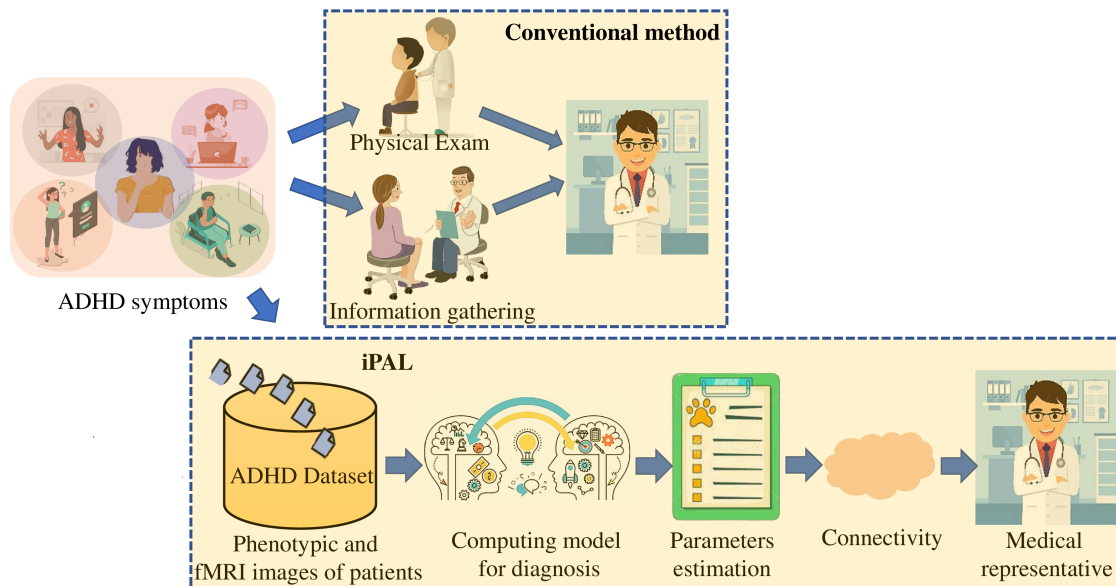 Conventional method
Physical Exam
ADHD symptoms
Information gathering
iPAL
ADHD Dataset
Phenotypic and
fMRI images of patients
Computing model
for diagnosis
Parameters
estimation
Connectivity
Medical
representative